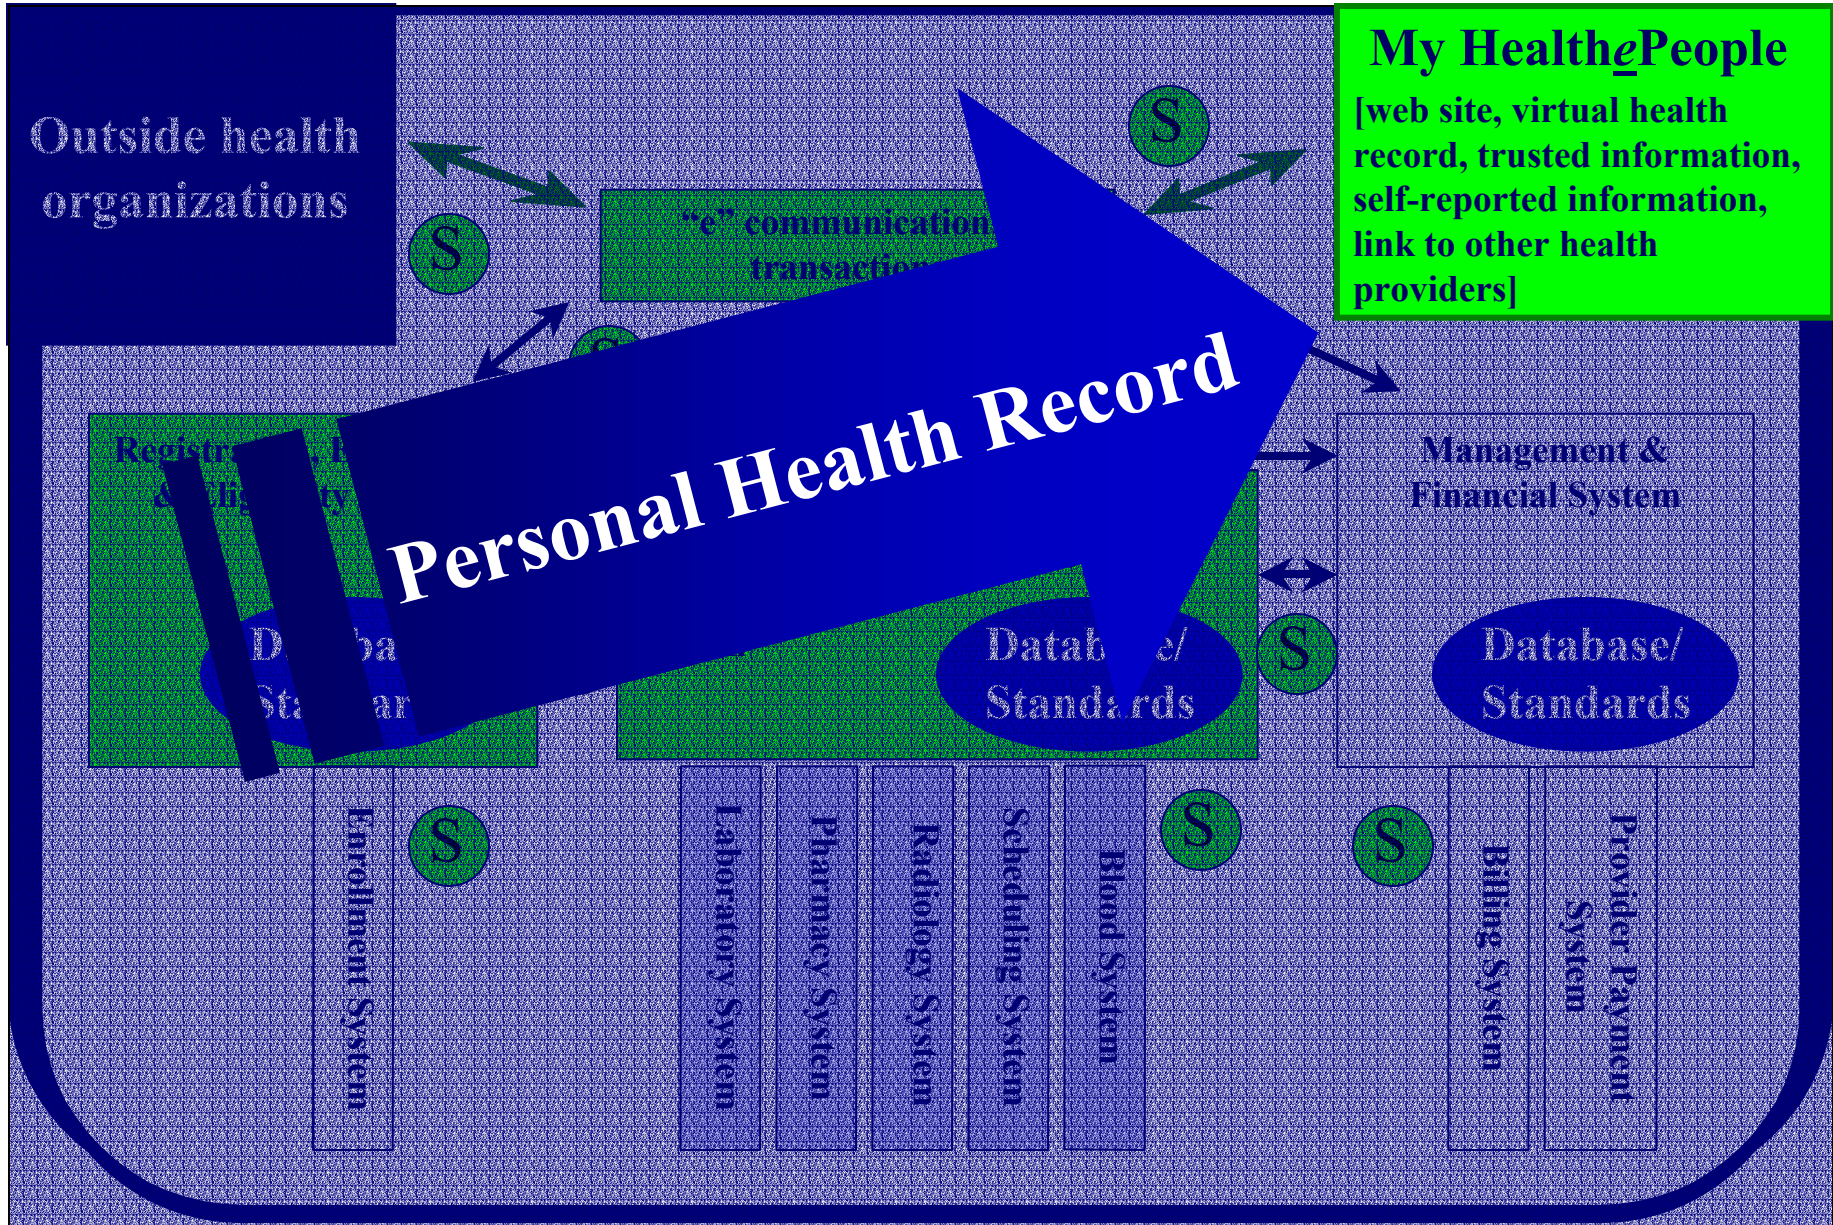 My HealthePeople
[web site, virtual health
record, trusted information,
self-reported information,
link to other health
providers]
Outside health
organizations
S
S
"e" communication
Personal Health Record
Management &
Financial System
Database/
Standards
Database/
Standards
S
S
S
S
Enrollment System
Laboratory System
Pharmacy System
Radiology System
Scheduling System
Blood System
Billing System
Provider Payment
System